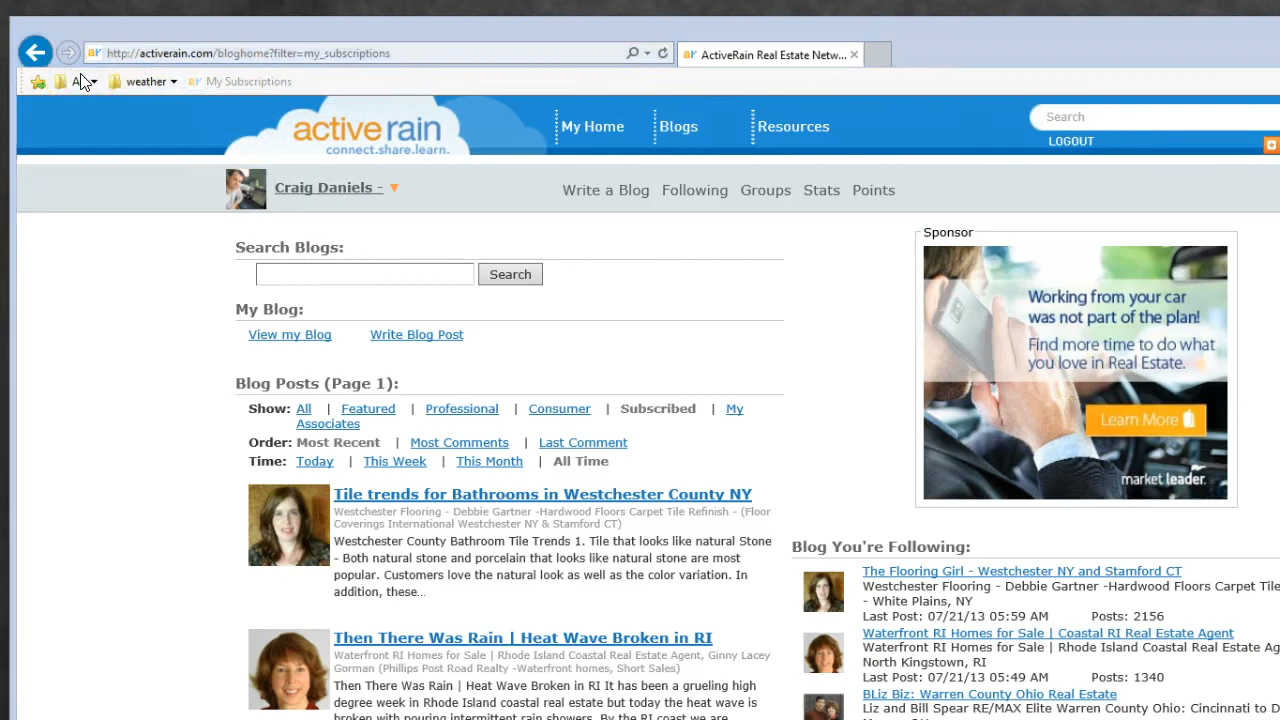 http://activerain.com/bloghome?filter=my_subscriptions
ActiveRain Real Estate Netw...
weather
My Subscriptions
active rain
connect.share.learn.
My Home
Blogs
Resources
Search
LOGOUT
Craig Daniels -
Write a Blog Following Groups Stats Points
Search Blogs:
Search
My Blog:
View my Blog Write Blog Post
Blog Posts (Page 1):
Show: All | Featured | Professional | Consumer | Subscribed | My
Associates
Order: Most Recent | Most Comments | Last Comment
Time: Today | This Week | This Month | All Time
Tile trends for Bathrooms in Westchester County NY
Westchester Flooring - Debbie Gartner -Hardwood Floors Carpet Tile Refinish - (Floor
Coverings International Westchester NY & Stamford CT)
Westchester County Bathroom Tile Trends 1. Tile that looks like natural Stone
- Both natural stone and porcelain that looks like natural stone are most
popular. Customers love the natural look as well as the color variation. In
addition, these...
Then There Was Rain | Heat Wave Broken in RI
Waterfront RI Homes for Sale | Rhode Island Coastal Real Estate Agent, Ginny Lacey
Gorman (Phillips Post Road Realty -Waterfront homes, Short Sales)
Then There Was Rain | Heat Wave Broken in RI It has been a grueling high
degree week in Rhode Island coastal real estate but today the heat wave is
broken with pouring intermittent rain showers. By the RI coast we are
Sponsor
Working from your car
was not part of the plan!
Find more time to do what
you love in Real Estate.
Learn More
market leader.
Blog You're Following:
The Flooring Girl - Westchester NY and Stamford CT
Westchester Flooring - Debbie Gartner -Hardwood Floors Carpet Tile
- White Plains, NY
Last Post: 07/21/13 05:59 AM Posts: 2156
Waterfront RI Homes for Sale | Coastal RI Real Estate Agent
Waterfront RI Homes for Sale | Rhode Island Coastal Real Estate Ag
North Kingstown, RI
Last Post: 07/21/13 05:49 AM Posts: 1340
BLiz Biz: Warren County Ohio Real Estate
Liz and Bill Spear RE/MAX Elite Warren County Ohio: Cincinnati to D